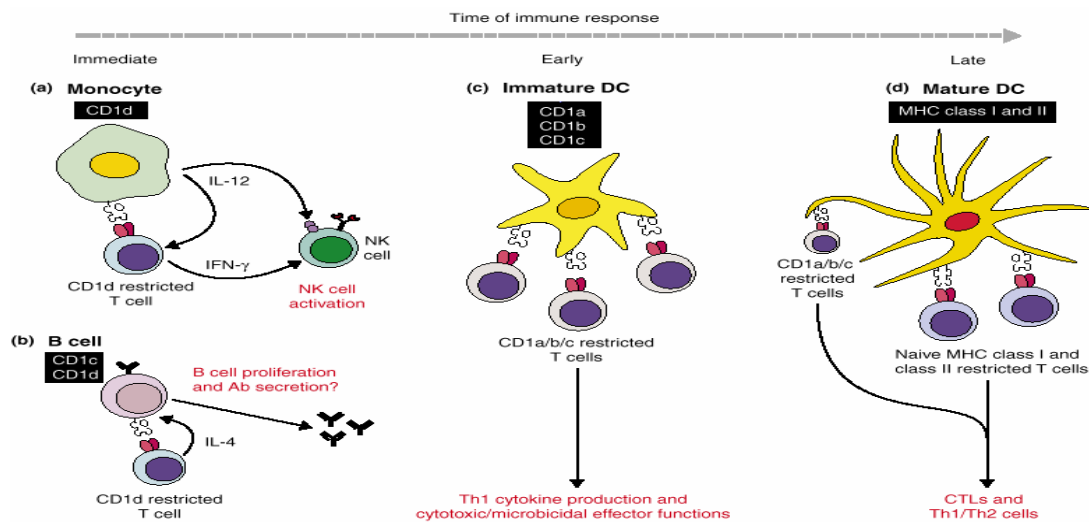 Time of immune response
Immediate
Early
Late
(a) Monocyte
CD1d
IL-12
IFN-γ
NK
cell
CD1d restricted
T cell
NK cell
activation
(b) B cell
CD1c
CD1d
B cell proliferation
and Ab secretion?
IL-4
CD1d restricted
T cell
(c) Immature DC
CD1a
CD1b
CD1c
CD1a/b/c restricted
T cells
Th1 cytokine production and
cytotoxic/microbicidal effector functions
(d) Mature DC
MHC class I and II
CD1a/b/c
restricted
T cells
Naive MHC class I and
class II restricted T cells
CTLs and
Th1/Th2 cells